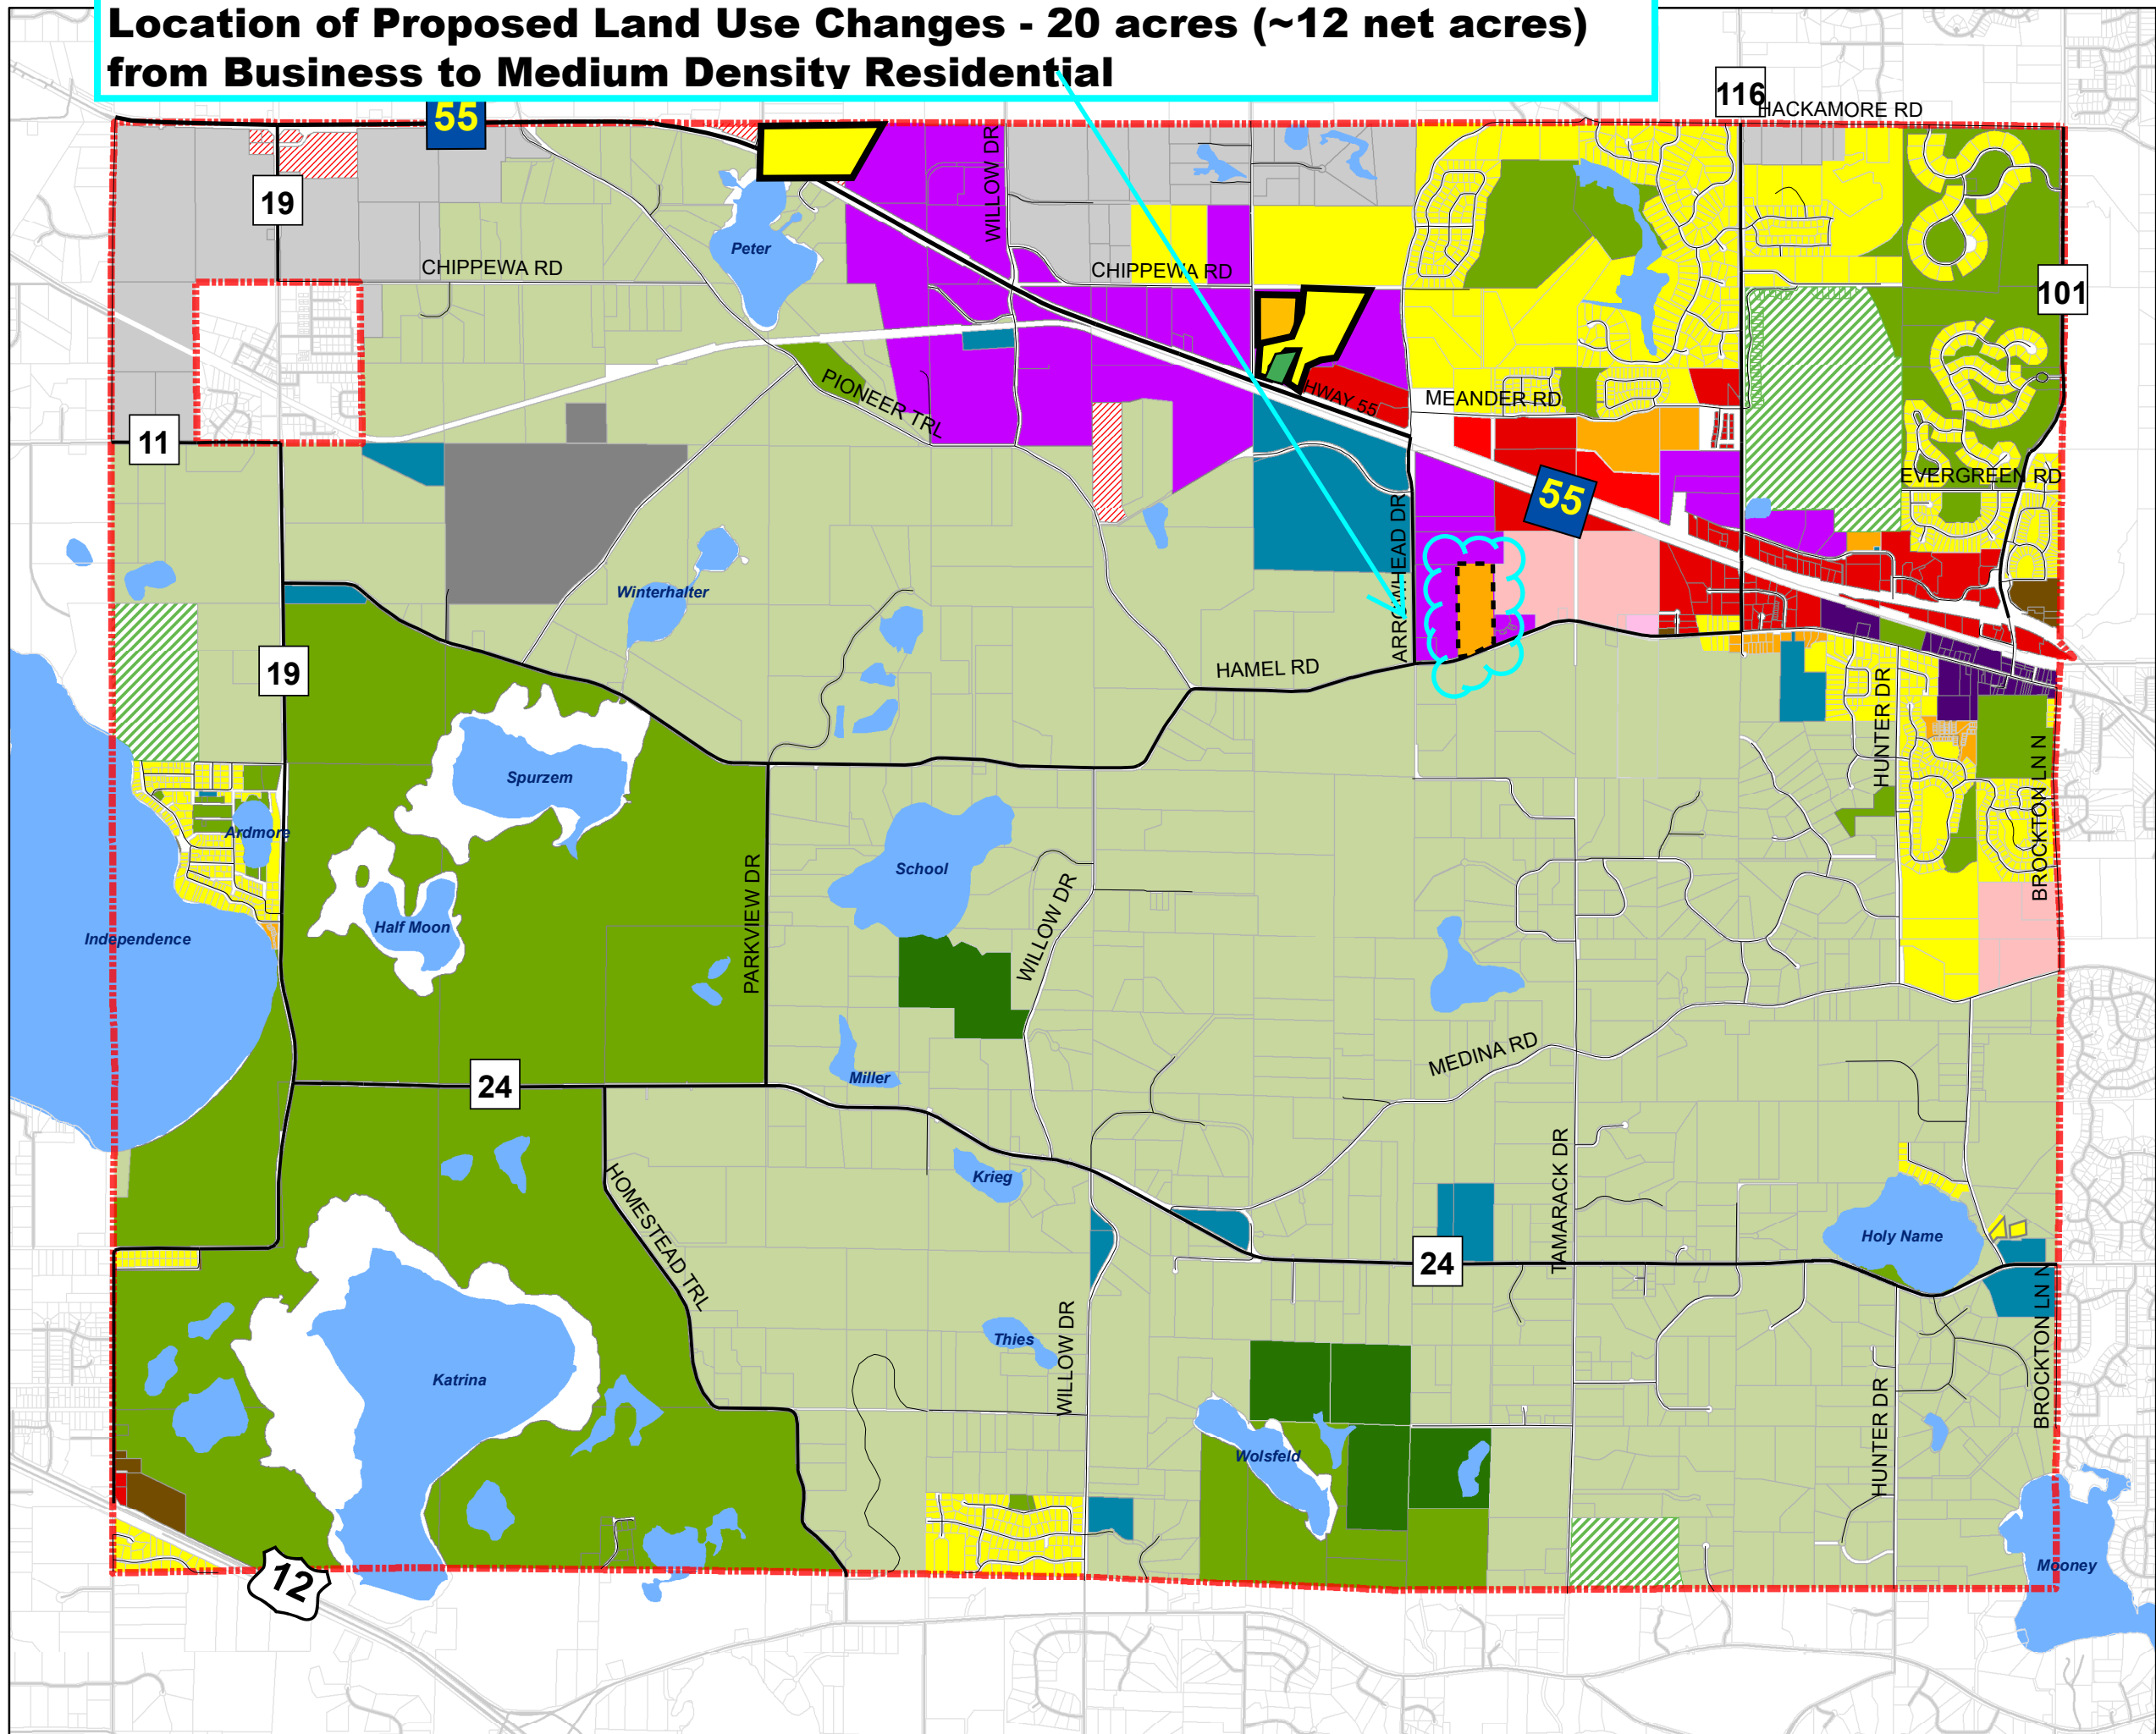 Location of Proposed Land Use Changes - 20 acres (~12 net acres)
from Business to Medium Density Residential
116
HACKAMORE RD
55
19
WILLOW DR
Peter
CHIPPEWA RD
CHIPPEWA RD
101
PIONEER TRL
HWAY 55
MEANDER RD
11
EVERGREEN RD
55
ARROWHEAD DR
Winterhalter
HAMEL RD
19
HUNTER DR
Spurzem
BROCKTON LN N
Ardmore
School
PARKVIEW DR
WILLOW DR
Half Moon
Independence
MEDINA RD
Miller
24
TAMARACK DR
Krieg
HOMESTEAD TRL
Holy Name
24
Thies
WILLOW DR
BROCKTON LN N
Katrina
HUNTER DR
Wolsfeld
12
Mooney